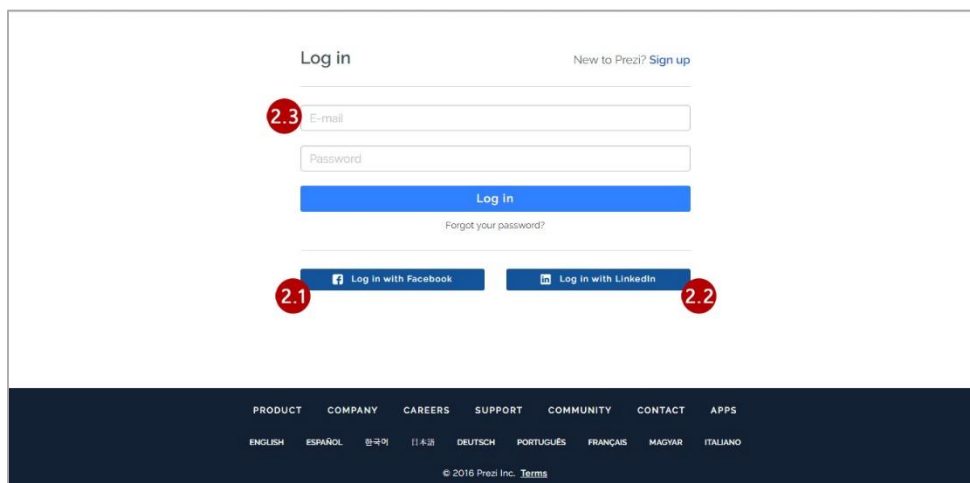 Log in
New to Prezi? Sign up
2.3
E-mail
Password
Log in
Forgot your password?
Log in with Facebook
Log in with LinkedIn
2.1
2.2
PRODUCT COMPANY CAREERS SUPPORT COMMUNITY CONTACT APPS
ENGLISH ESPAÑOL 한국어 日本語 DEUTSCH PORTUGUÊS FRANÇAIS MAGYAR ITALIANO
© 2016 Prezi Inc. Terms